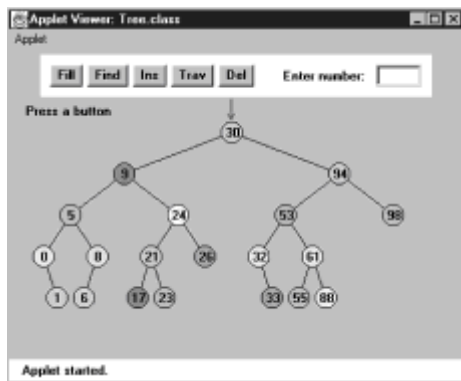 Applet Viewer: Tree.class
Applet
Fill Find Ins Trav Del Enter number:
Press a button
30
9 94
5 24 53 98
0 8 21 26 32 61
1 6 17 23 33 55 88
Applet started.